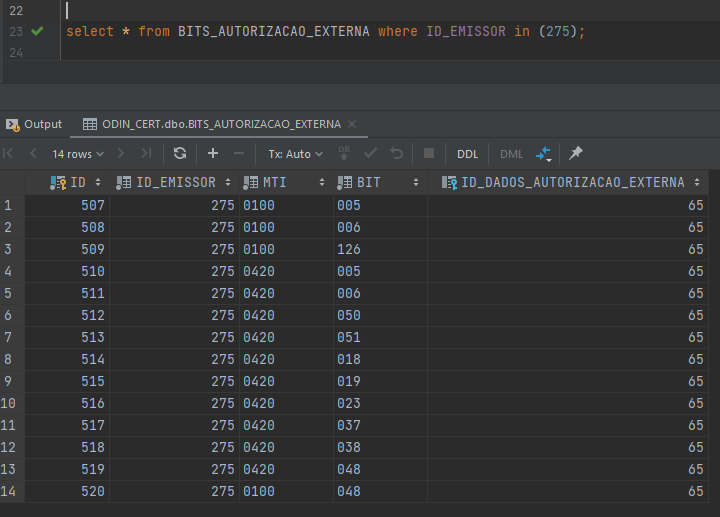 22
23 select * from BITS_AUTORIZACAO_EXTERNA where ID_EMISSOR in (275);
24
Output ODIN_CERT.dbo.BITS_AUTORIZACAO_EXTERNA
14 rows Tx: Auto DB DDL DML
ID ID_EMISSOR MTI BIT ID_DADOS_AUTORIZACAO_EXTERNA
1 507 275 0100 005 65
2 508 275 0100 006 65
3 509 275 0100 126 65
4 510 275 0420 005 65
5 511 275 0420 006 65
6 512 275 0420 050 65
7 513 275 0420 051 65
8 514 275 0420 018 65
9 515 275 0420 019 65
10 516 275 0420 023 65
11 517 275 0420 037 65
12 518 275 0420 038 65
13 519 275 0420 048 65
14 520 275 0100 048 65